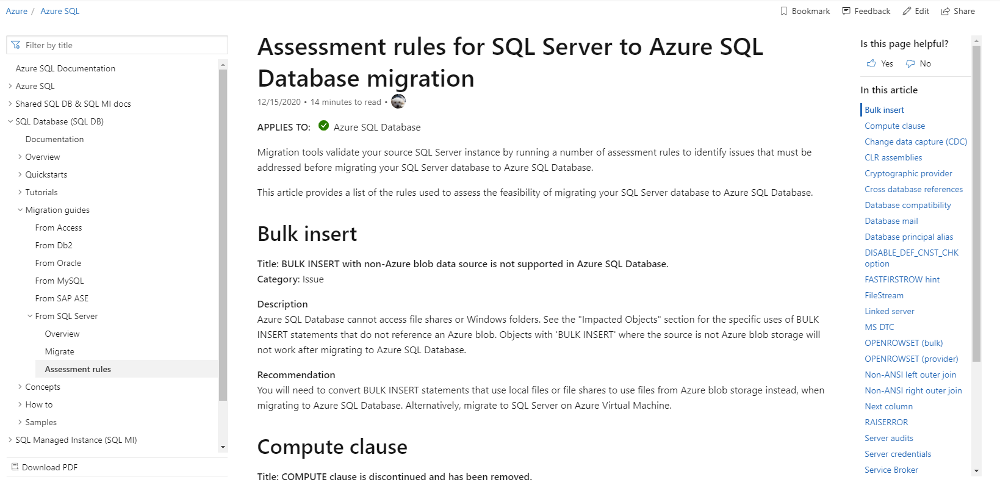 Azure / Azure SQL
Bookmark Feedback Edit Share
Filter by title
Azure SQL Documentation
Azure SQL
Shared SQL DB & SQL MI docs
SQL Database (SQL DB)
Documentation
Overview
Quickstarts
Tutorials
Migration guides
From Access
From Db2
From Oracle
From MySQL
From SAP ASE
From SQL Server
Overview
Migrate
Assessment rules
Concepts
How to
Samples
SQL Managed Instance (SQL MI)
Download PDF
Assessment rules for SQL Server to Azure SQL
Database migration
12/15/2020 • 14 minutes to read •
APPLIES TO: Azure SQL Database
Migration tools validate your source SQL Server instance by running a number of assessment rules to identify issues that must be
addressed before migrating your SQL Server database to Azure SQL Database.
This article provides a list of the rules used to assess the feasibility of migrating your SQL Server database to Azure SQL Database.
Bulk insert
Title: BULK INSERT with non-Azure blob data source is not supported in Azure SQL Database.
Category: Issue
Description
Azure SQL Database cannot access file shares or Windows folders. See the "Impacted Objects" section for the specific uses of BULK
INSERT statements that do not reference an Azure blob. Objects with 'BULK INSERT' where the source is not Azure blob storage will
not work after migrating to Azure SQL Database.
Recommendation
You will need to convert BULK INSERT statements that use local files or file shares to use files from Azure blob storage instead, when
migrating to Azure SQL Database. Alternatively, migrate to SQL Server on Azure Virtual Machine.
Compute clause
Title: COMPUTE clause is discontinued and has been removed.
Is this page helpful?
Yes No
In this article
Bulk insert
Compute clause
Change data capture (CDC)
CLR assemblies
Cryptographic provider
Cross database references
Database compatibility
Database mail
Database principal alias
DISABLE_DEF_CNST_CHK
option
FASTFIRSTROW hint
FileStream
Linked server
MS DTC
OPENROWSET (bulk)
OPENROWSET (provider)
Non-ANSI left outer join
Non-ANSI right outer join
Next column
RAISERROR
Server audits
Server credentials
Service Broker